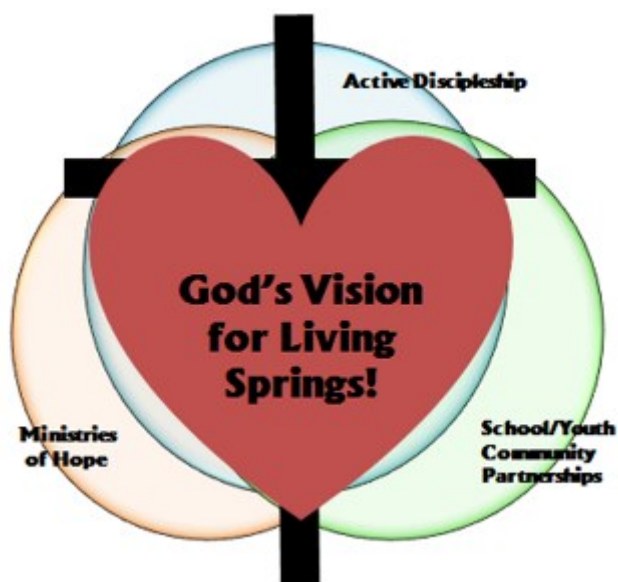 Active Discipleship
God's Vision
for Living
Springs!
Ministries
of Hope
School/Youth
Community
Partnerships